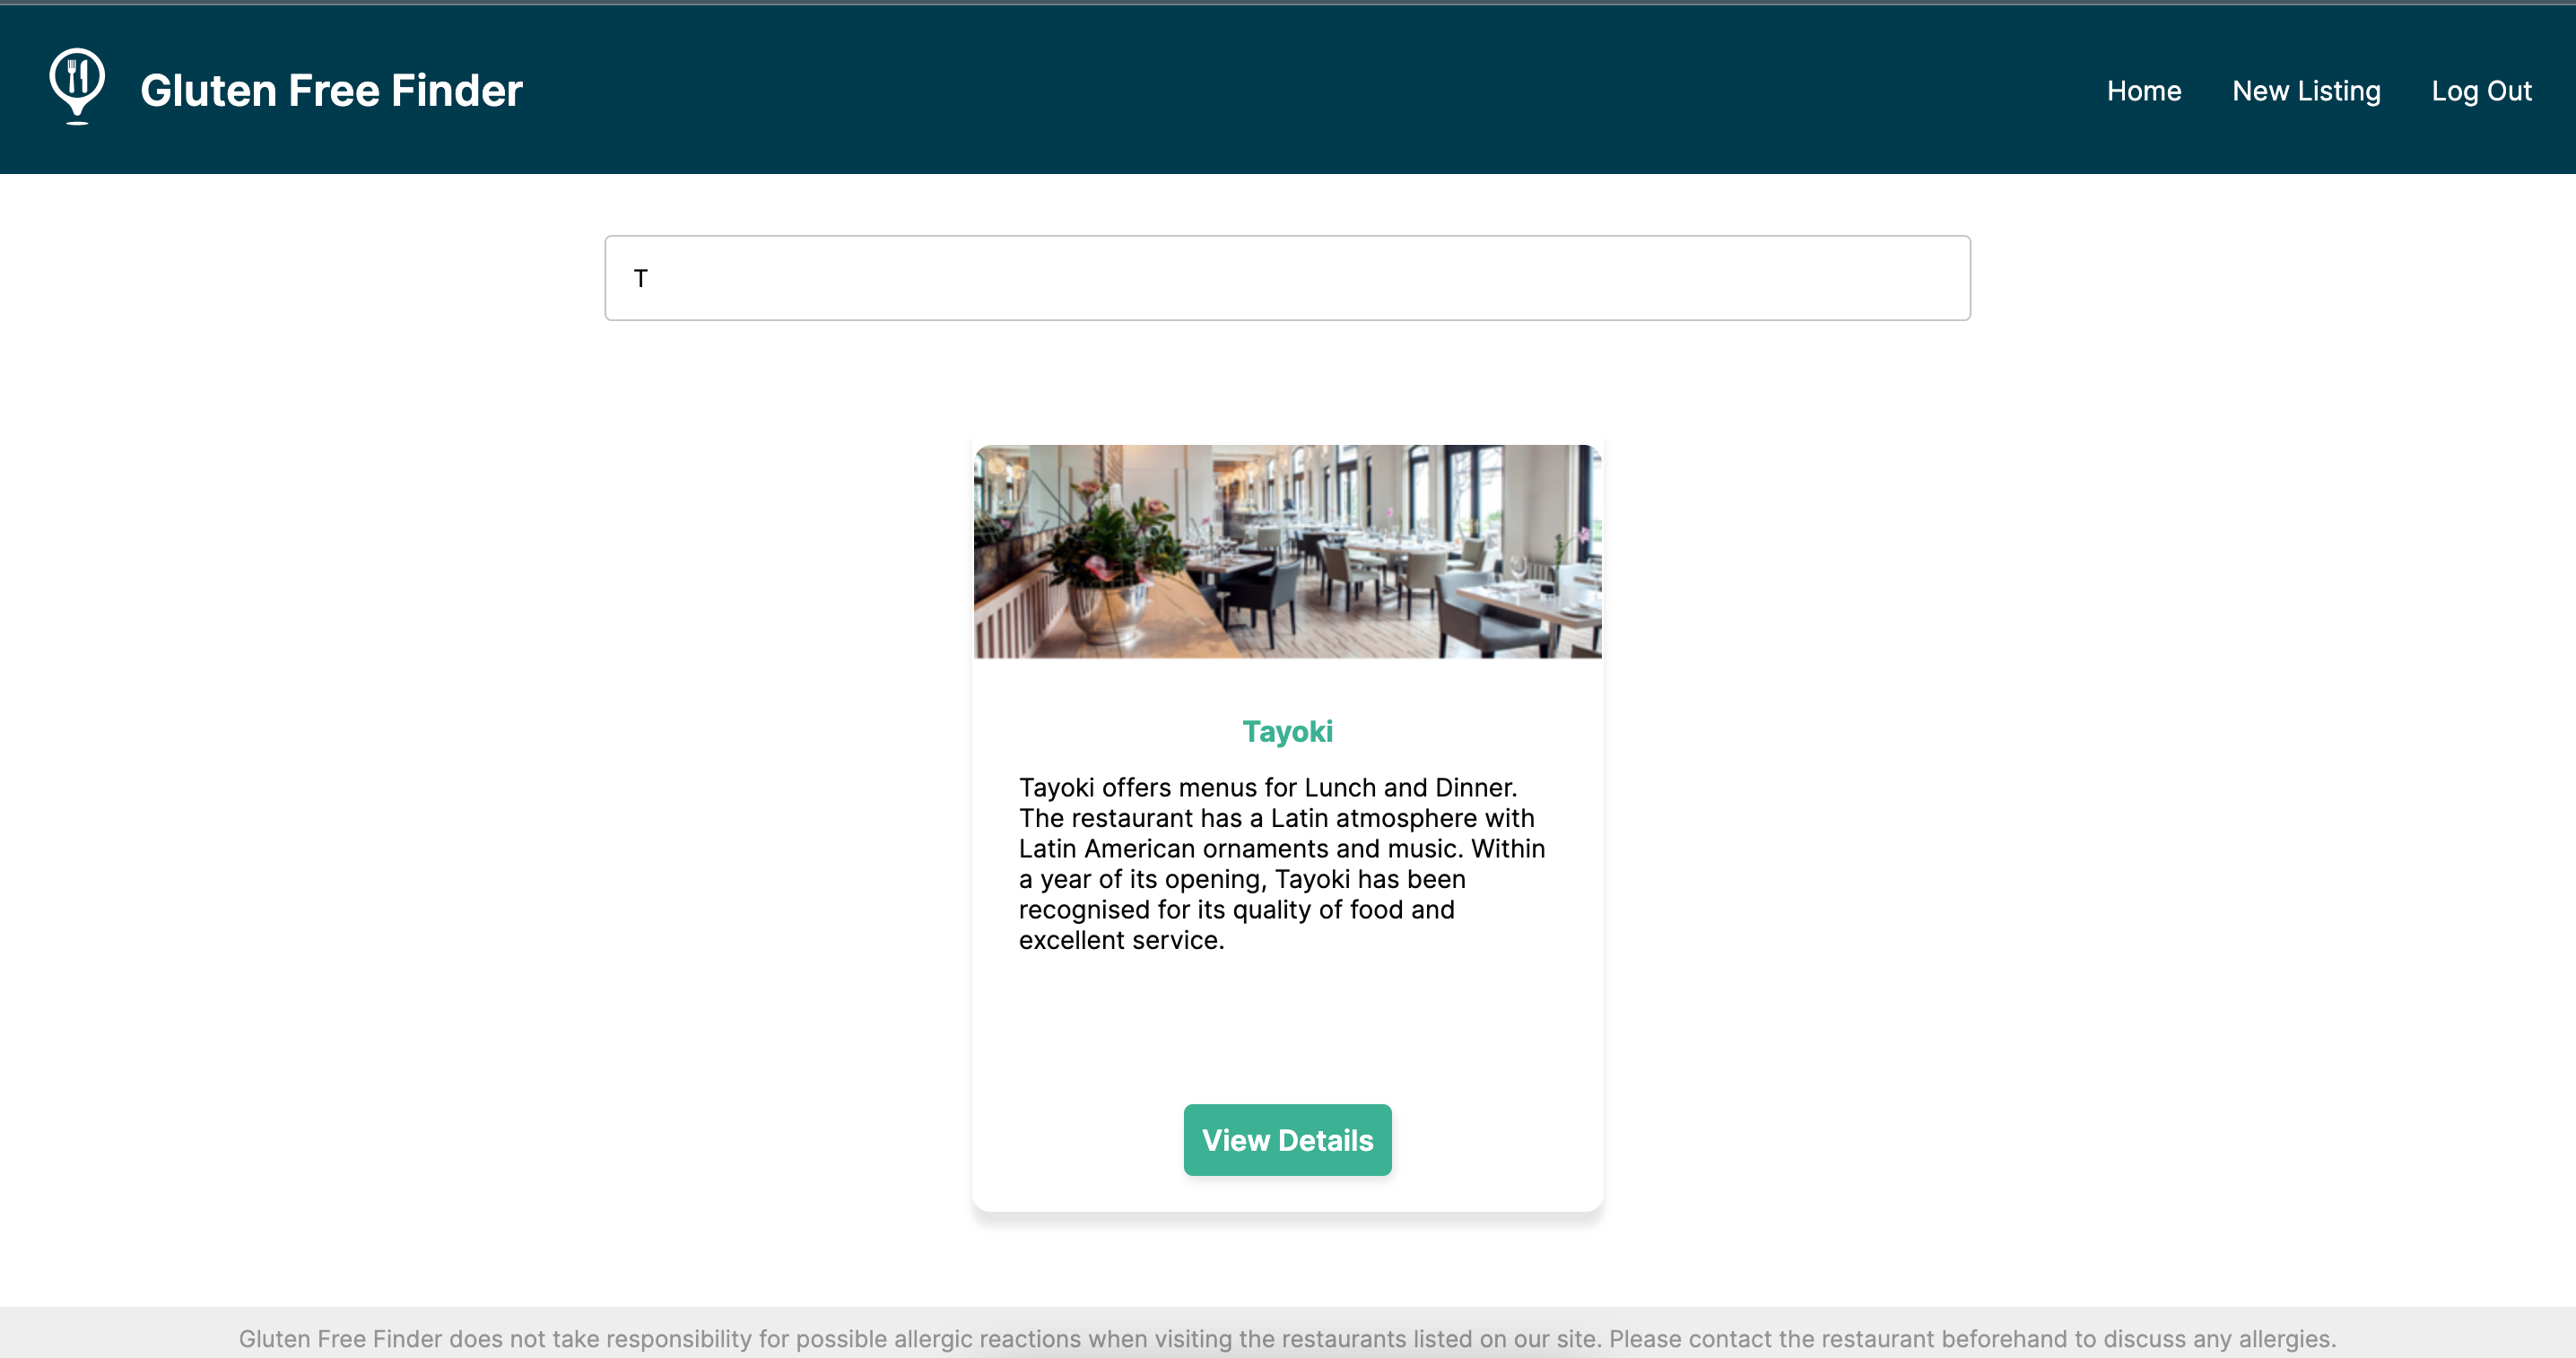 Gluten Free Finder
Home
New Listing
Log Out
T
Tayoki
Tayoki offers menus for Lunch and Dinner.
The restaurant has a Latin atmosphere with
Latin American ornaments and music. Within
a year of its opening, Tayoki has been
recognised for its quality of food and
excellent service.
View Details
Gluten Free Finder does not take responsibility for possible allergic reactions when visiting the restaurants listed on our site. Please contact the restaurant beforehand to discuss any allergies.